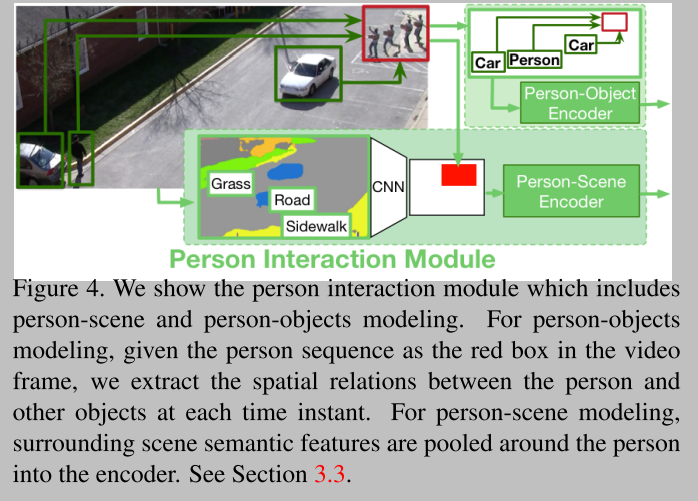 Car
Person
Car
Person-Object
Encoder
Grass
Road
Sidewalk
CNN
Person-Scene
Encoder
Person Interaction Module
Figure 4. We show the person interaction module which includes
person-scene and person-objects modeling. For person-objects
modeling, given the person sequence as the red box in the video
frame, we extract the spatial relations between the person and
other objects at each time instant. For person-scene modeling,
surrounding scene semantic features are pooled around the person
into the encoder. See Section 3.3.